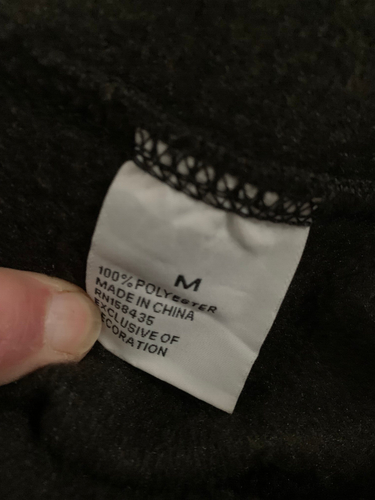 M
100% POLYESTER
MADE IN CHINA
RN158435
EXCLUSIVE OF
DECORATION